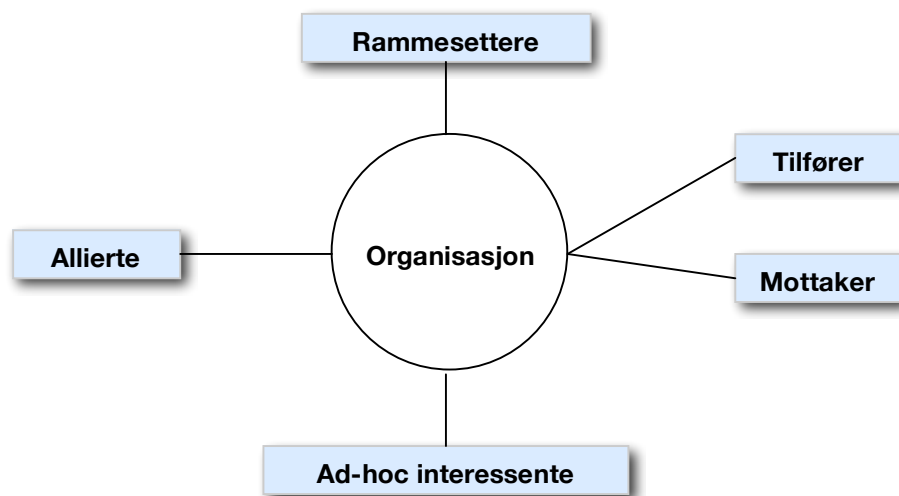 Rammesettere
Tilfører
Allierte
Organisasjon
Mottaker
Ad-hoc interessente